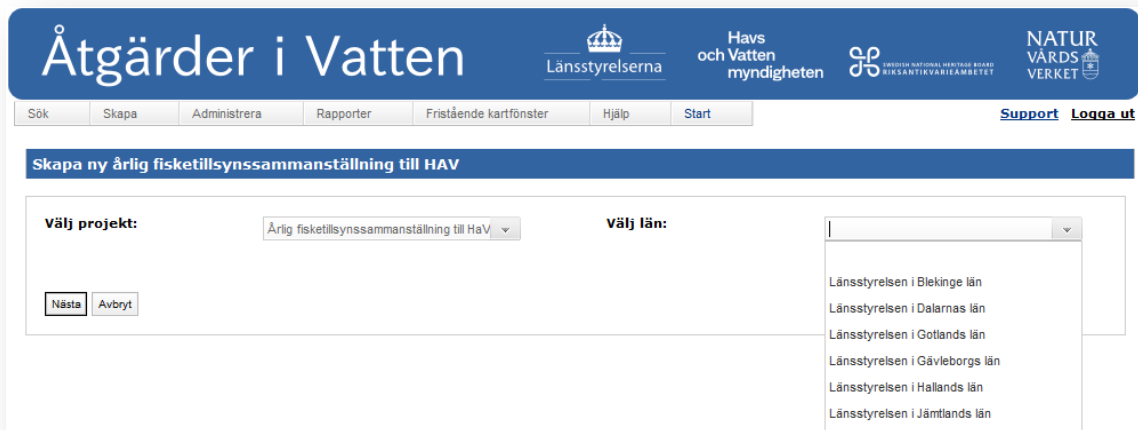 Åtgärder i Vatten
Länsstyrelserna
Havs
och Vatten
myndigheten
SWEDISH NATIONAL HERITAGE BOARD
RIKSANTIKVARIEÄMBETET
NATUR
VÅRDS
VERKET
Sök Skapa Administrera Rapporter Fristående kartfönster Hjälp Start Support Logga ut
Skapa ny årlig fisketillsynssammanställning till HAV
Välj projekt: Årlig fisketillsynssammanställning till HaV Välj län:
Länsstyrelsen i Blekinge län
Nästa Avbryt
Länsstyrelsen i Dalarnas län
Länsstyrelsen i Gotlands län
Länsstyrelsen i Gävleborgs län
Länsstyrelsen i Hallands län
Länsstyrelsen i Jämtlands län